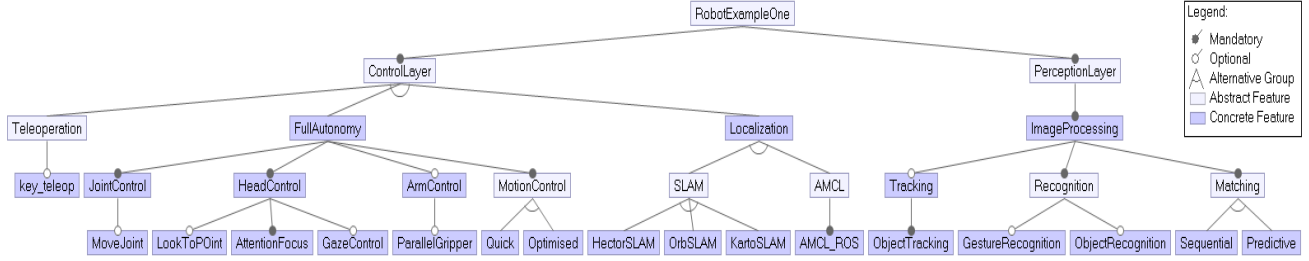 RobotExampleOne
Legend:
Mandatory
Optional
Alternative Group
Abstract Feature
Concrete Feature
ControlLayer
PerceptionLayer
Teleoperation
FullAutonomy
Localization
ImageProcessing
key_teleop
JointControl
HeadControl
ArmControl
MotionControl
SLAM
AMCL
Tracking
Recognition
Matching
MoveJoint
LookToPOint
AttentionFocus
GazeControl
ParallelGripper
Quick
Optimised
HectorSLAM
OrbSLAM
KartoSLAM
AMCL_ROS
ObjectTracking
GestureRecognition
ObjectRecognition
Sequential
Predictive